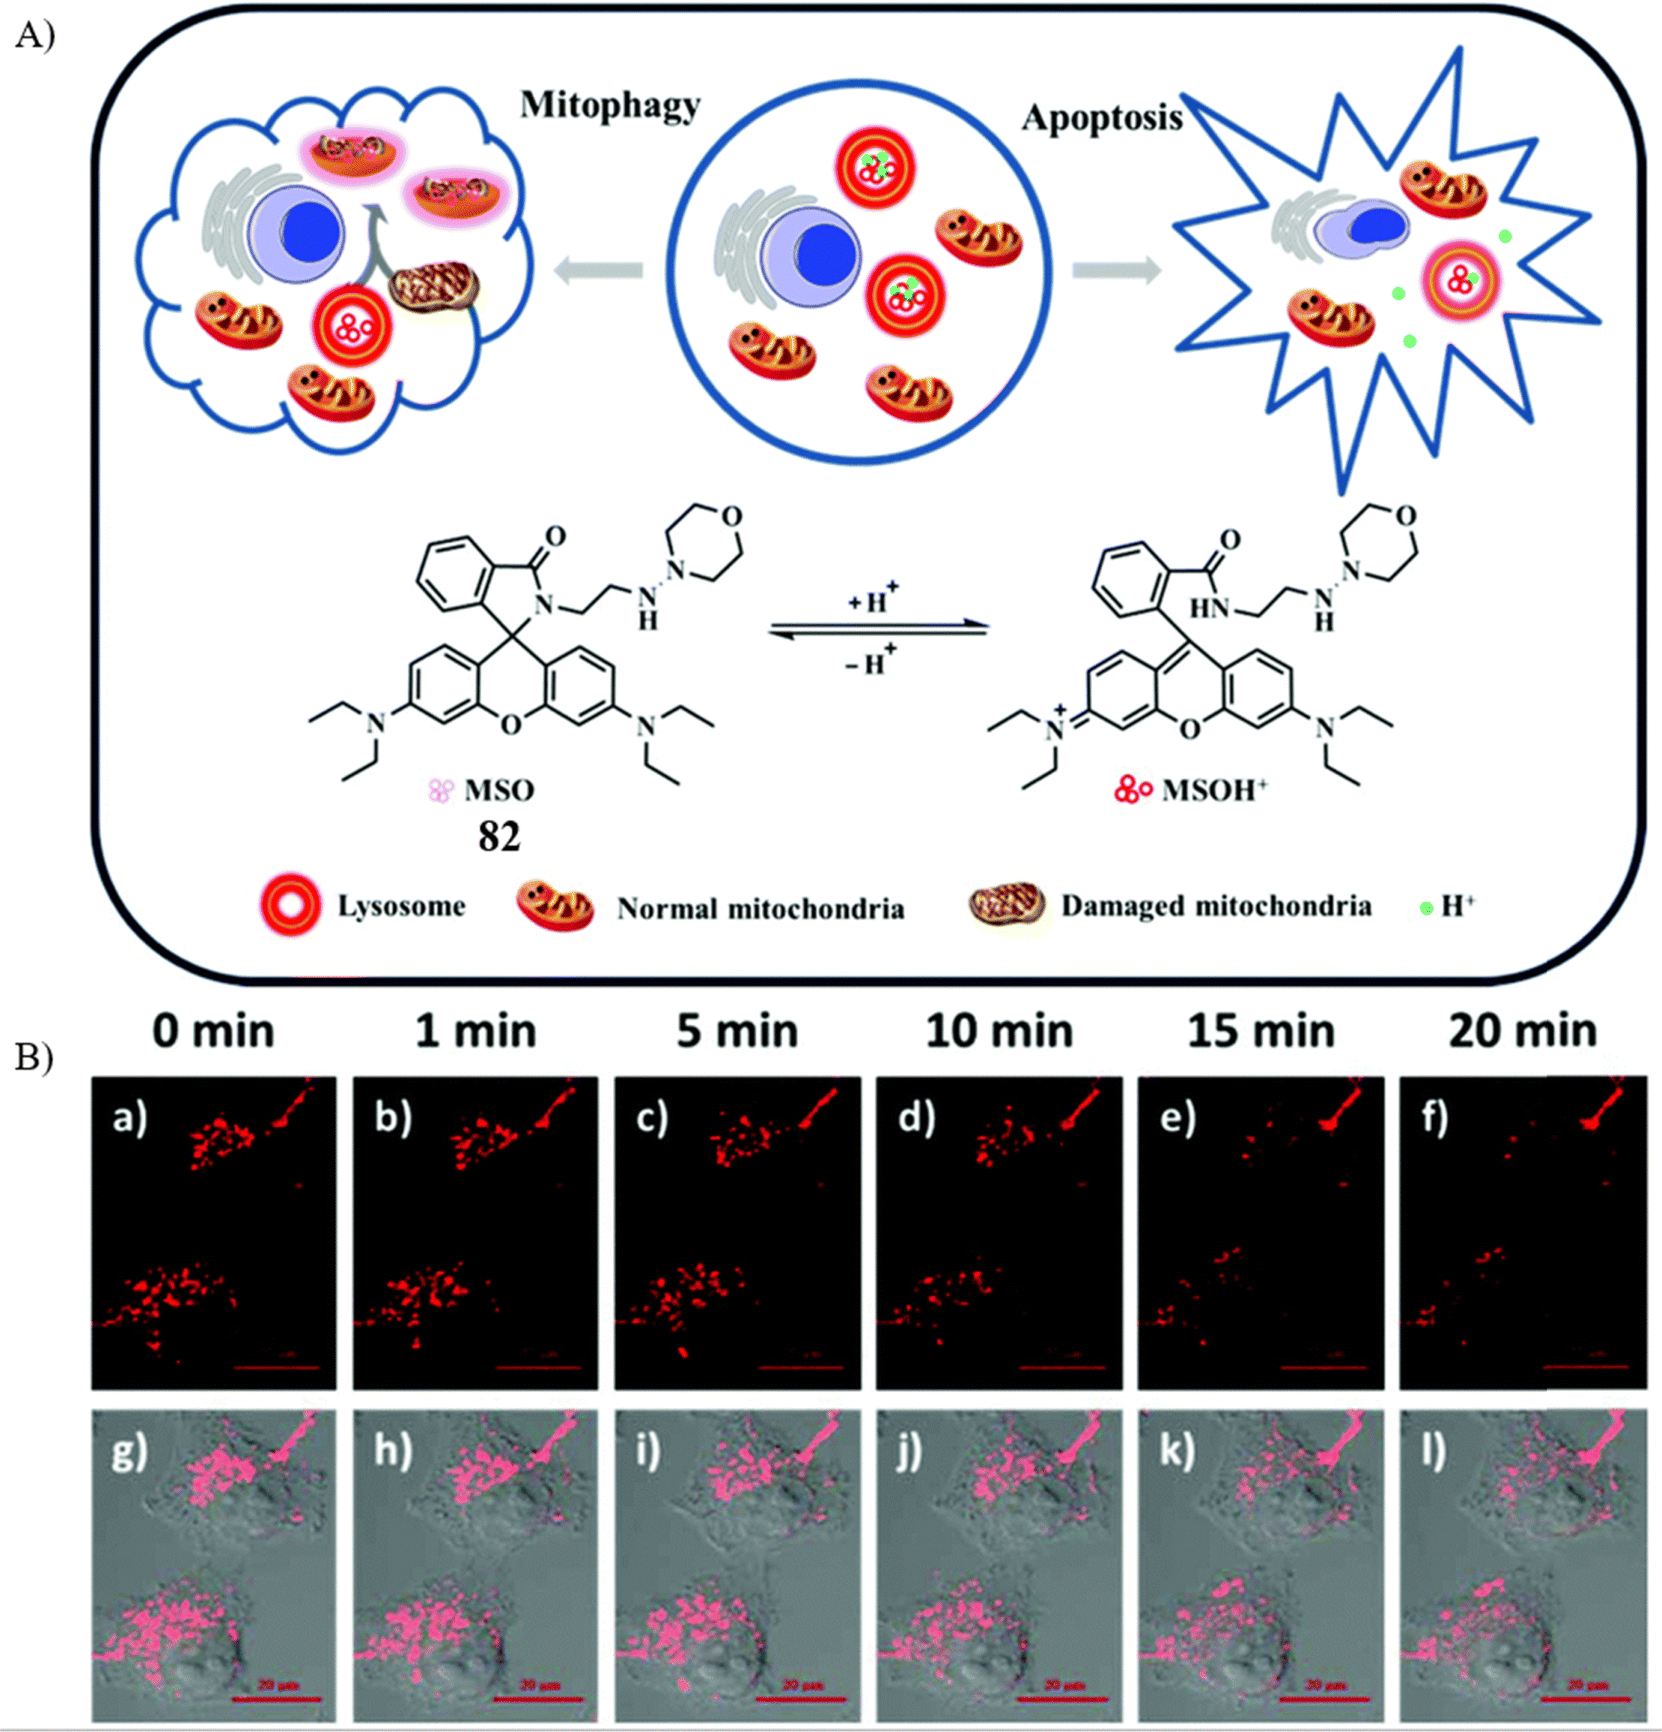 A)
Mitophagy
Apoptosis
O
N
N
N
H
O
N
O
N
+H+
–H+
O
HN
N
N
H
O
+
N
O
N
MSO
82
MSOH+
Lysosome
Normal mitochondria
Damaged mitochondria
H+
B)
0 min 1 min 5 min 10 min 15 min 20 min
a) b) c) d) e) f)
g) h) i) j) k) l)
20 μm 20 μm 20 μm 20 μm 20 μm 20 μm